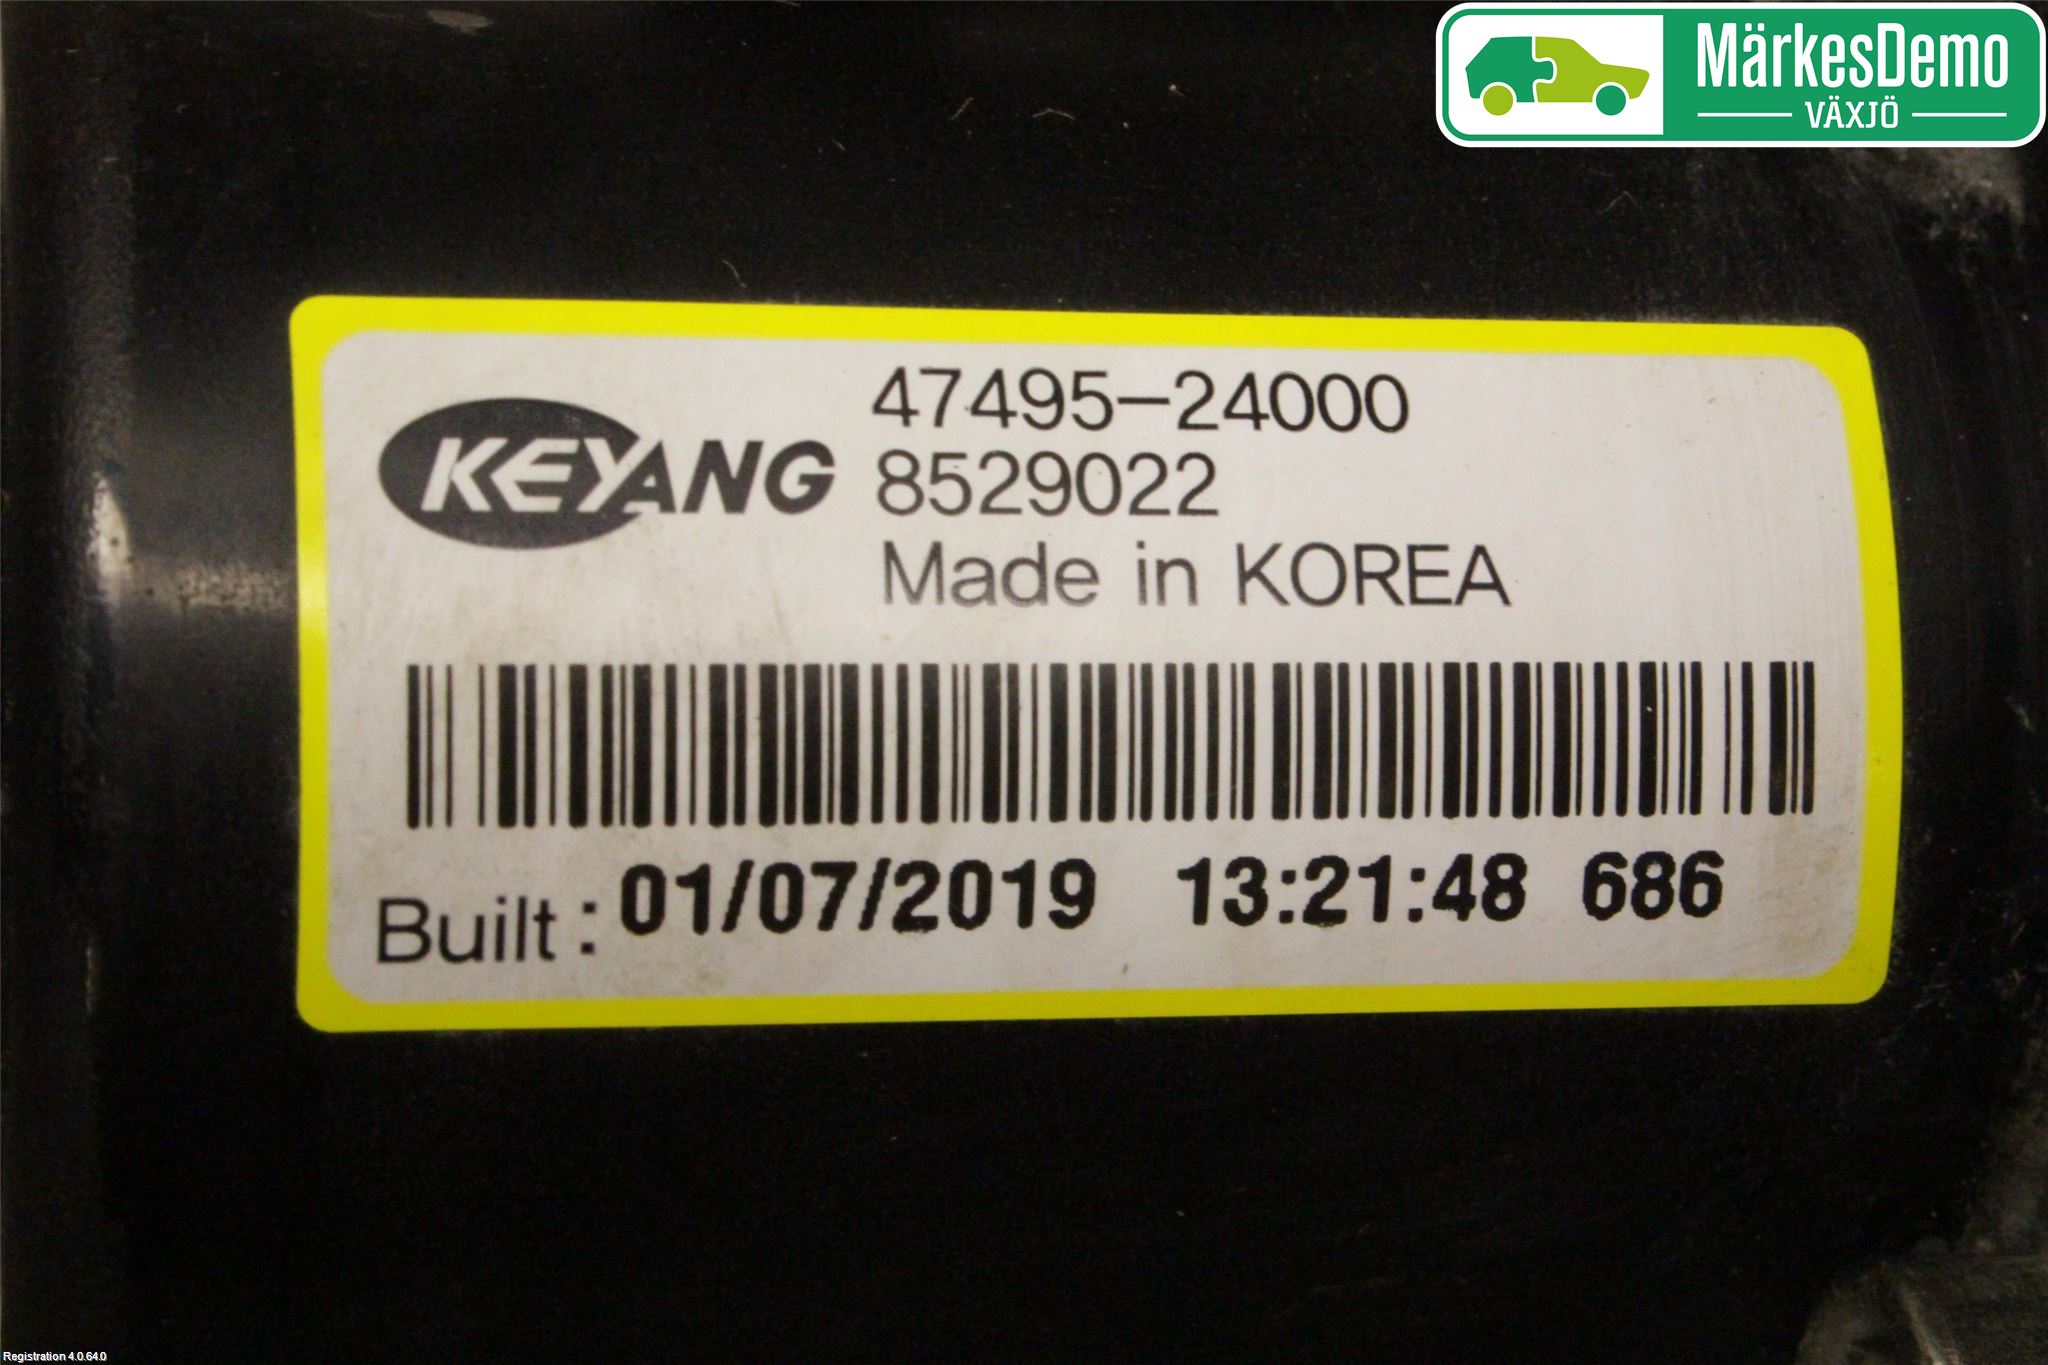 MärkesDemo
VÄXJÖ
KEYANG
47495-24000
8529022
Made in KOREA
Built: 01/07/2019 13:21:48 686
Registration 4.0.64.0